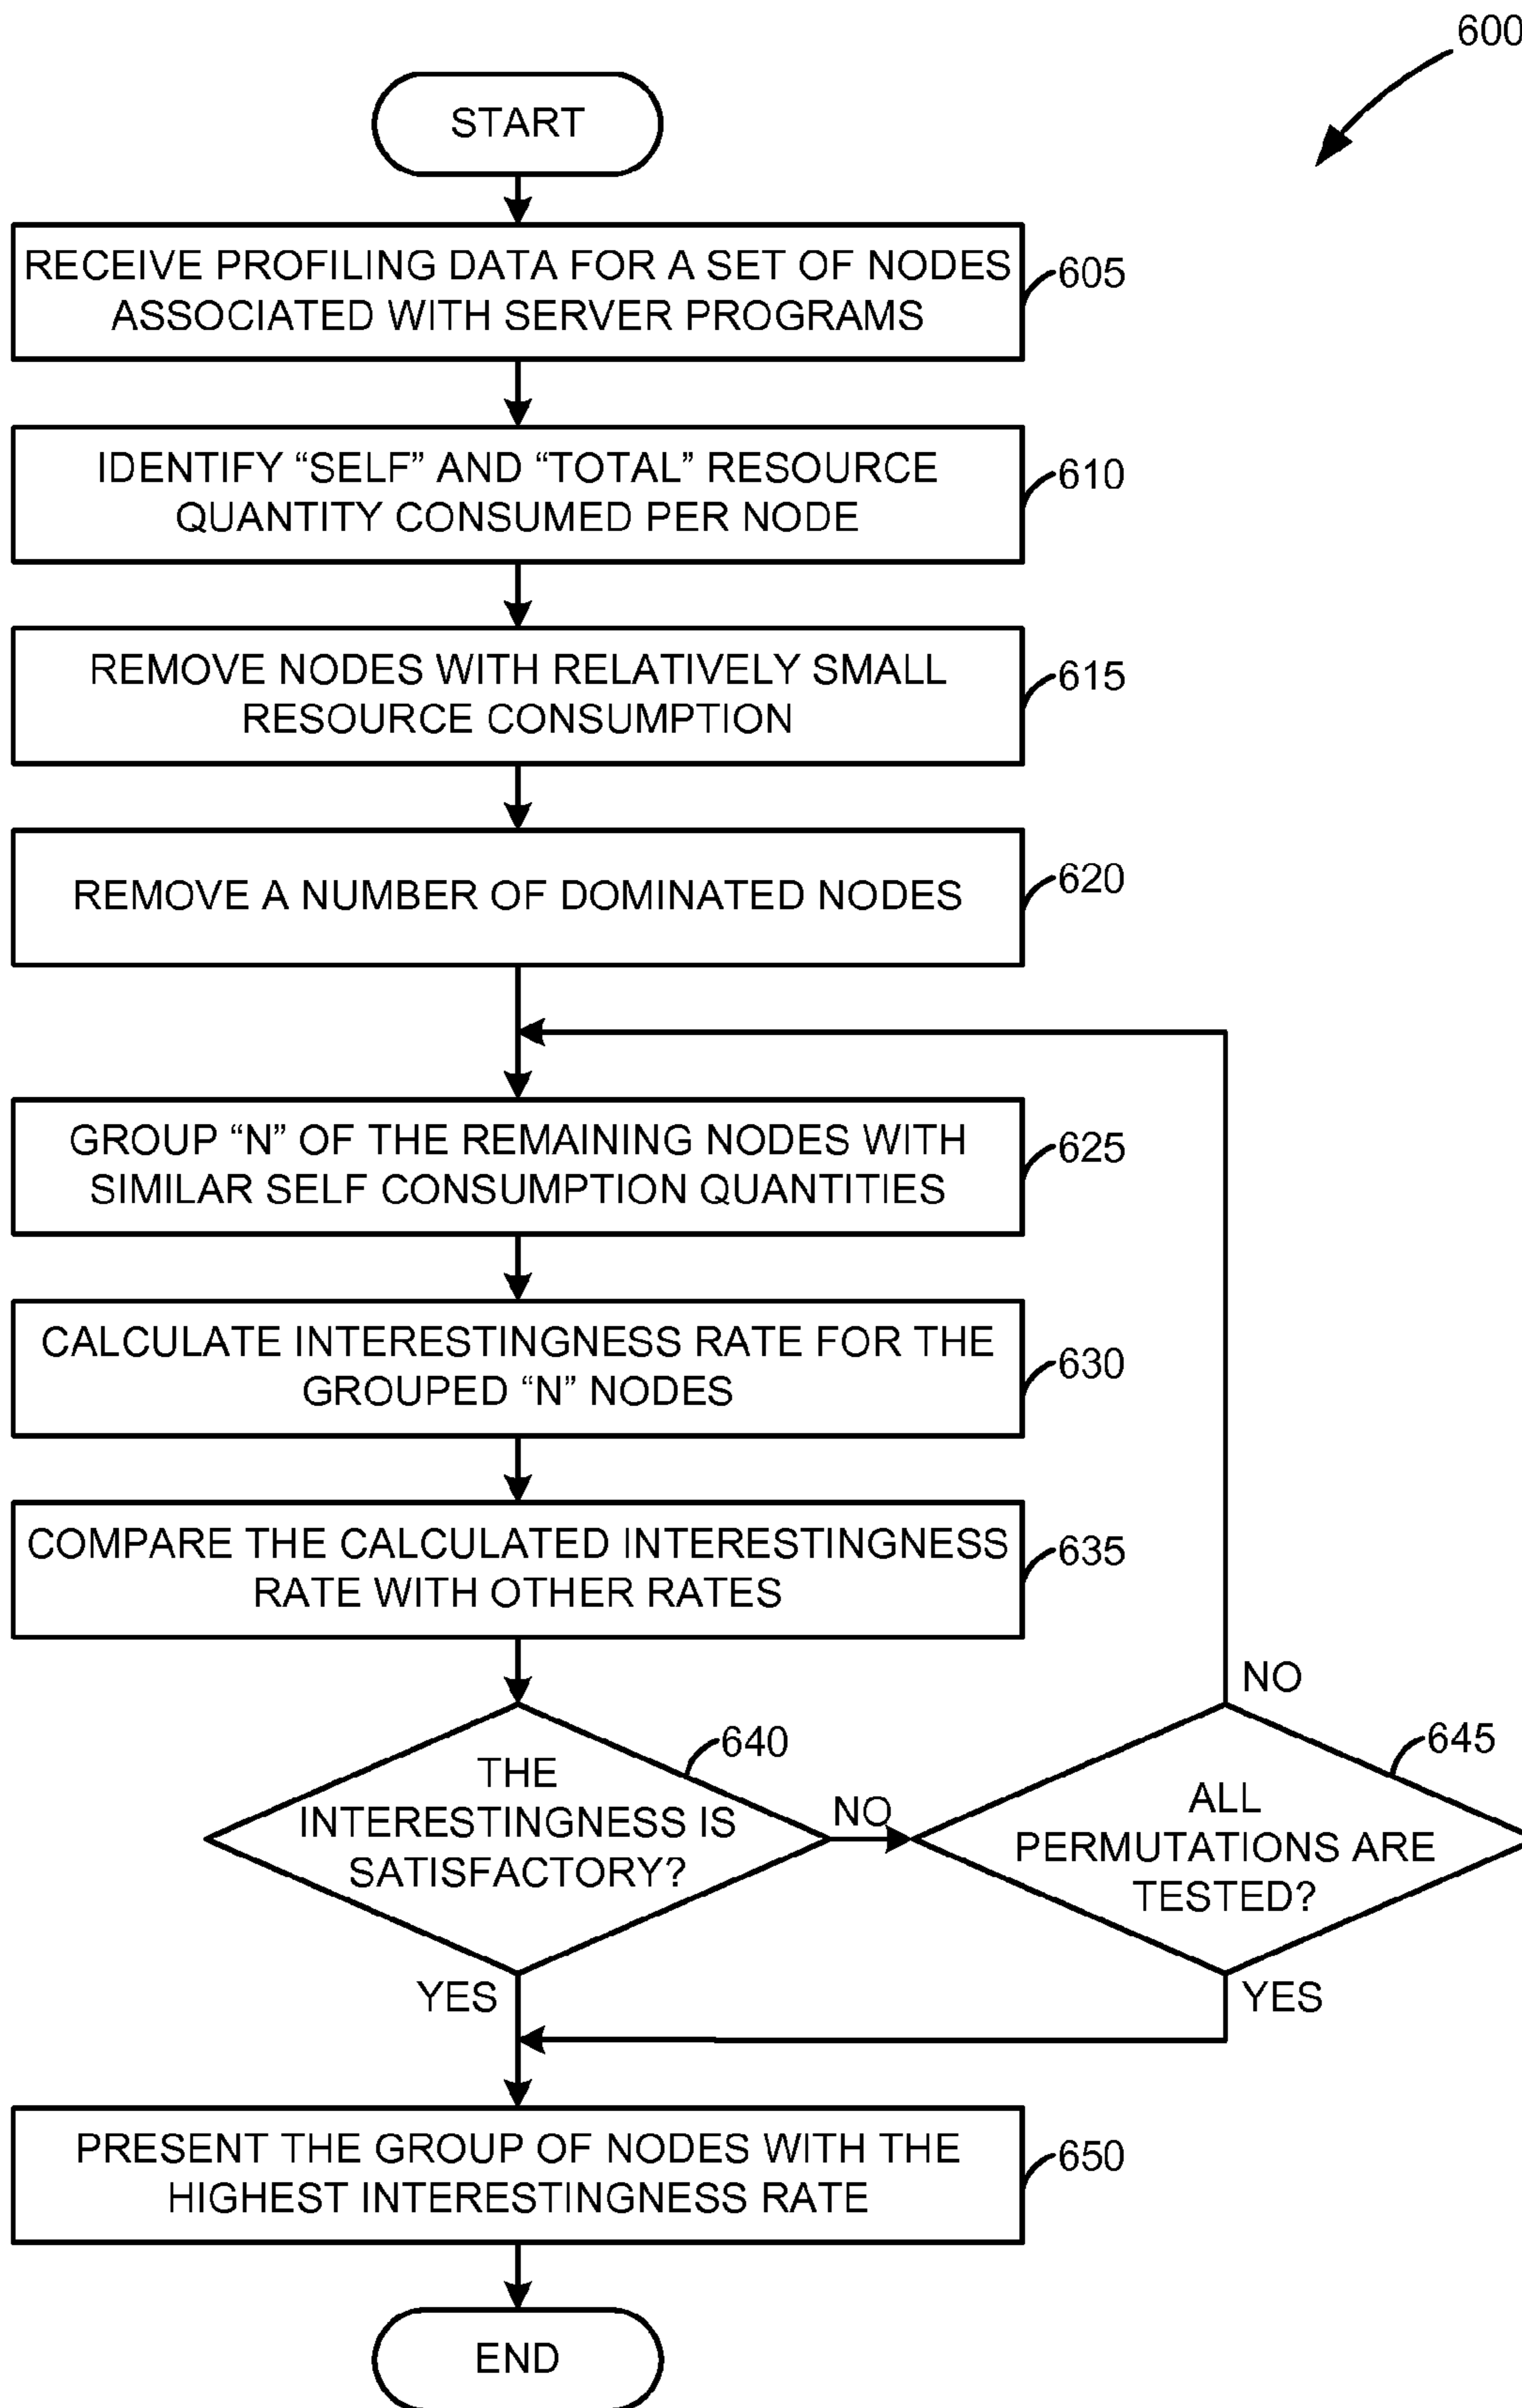 600
START
RECEIVE PROFILING DATA FOR A SET OF NODES
ASSOCIATED WITH SERVER PROGRAMS
605
IDENTIFY “SELF” AND “TOTAL” RESOURCE
QUANTITY CONSUMED PER NODE
610
REMOVE NODES WITH RELATIVELY SMALL
RESOURCE CONSUMPTION
615
REMOVE A NUMBER OF DOMINATED NODES
620
GROUP “N” OF THE REMAINING NODES WITH
SIMILAR SELF CONSUMPTION QUANTITIES
625
CALCULATE INTERESTINGNESS RATE FOR THE
GROUPED “N” NODES
630
COMPARE THE CALCULATED INTERESTINGNESS
RATE WITH OTHER RATES
635
THE
INTERESTINGNESS IS
SATISFACTORY?
640
NO
YES
ALL
PERMUTATIONS ARE
TESTED?
645
NO
YES
PRESENT THE GROUP OF NODES WITH THE
HIGHEST INTERESTINGNESS RATE
650
END